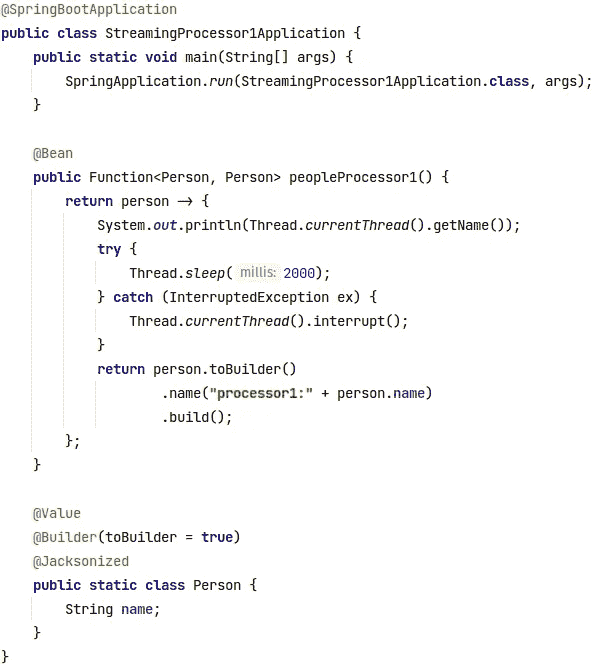 @SpringBootApplication
public class StreamingProcessor1Application {
    public static void main(String[] args) {
        SpringApplication.run(StreamingProcessor1Application.class, args);
    }
    @Bean
    public Function<Person, Person> peopleProcessor1() {
        return person → {
            System.out.println(Thread.currentThread().getName());
            try {
                Thread.sleep( millis: 2000);
            } catch (InterruptedException ex) {
                Thread.currentThread().interrupt();
            }
            return person.toBuilder()
                    .name("processor1:" + person.name)
                    .build();
        };
    }
    @Value
    @Builder(toBuilder = true)
    @Jacksonized
    public static class Person {
        String name;
    }
}